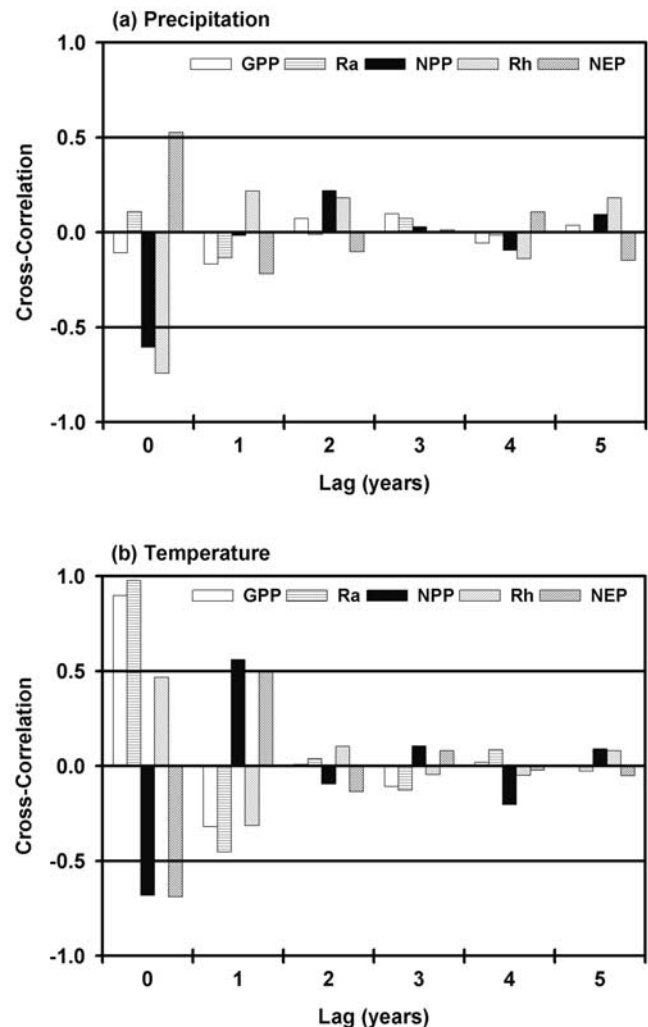 (a) Precipitation
1.0
GPP Ra NPP Rh NEP
0.5
0.0
-0.5
-1.0
Cross-Correlation
0 1 2 3 4 5
Lag (years)
(b) Temperature
1.0
GPP Ra NPP Rh NEP
0.5
0.0
-0.5
-1.0
Cross-Correlation
0 1 2 3 4 5
Lag (years)